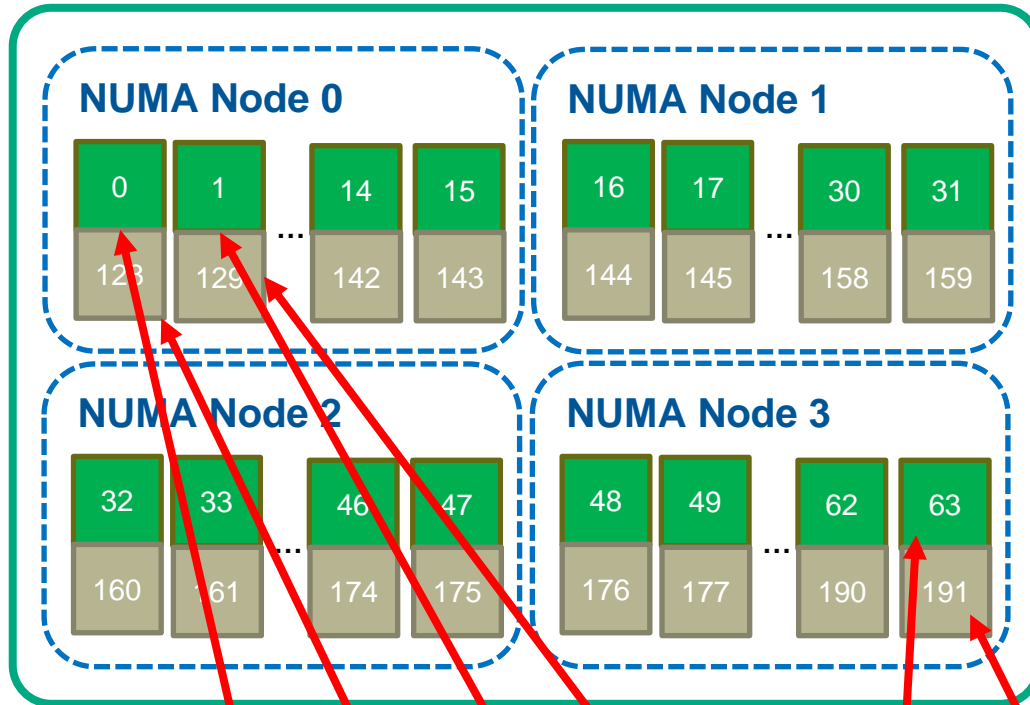 NUMA Node 0
0 1 14 15
...
128 129 142 143
NUMA Node 1
16 17 30 31
...
144 145 158 159
NUMA Node 2
32 33 46 47
...
160 161 174 175
NUMA Node 3
48 49 62 63
...
176 177 190 191